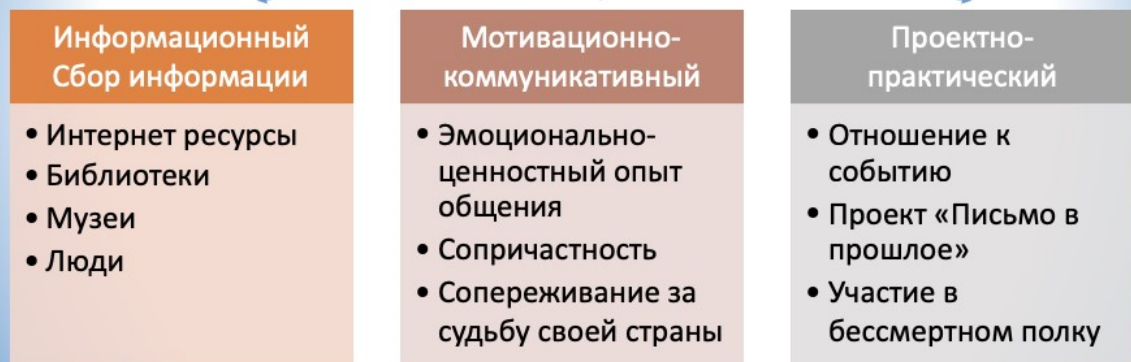 Информационный
Сбор информации
• Интернет ресурсы
• Библиотеки
• Музеи
• Люди
Мотивационно-
коммуникативный
• Эмоционально-
ценностный опыт
общения
• Сопричастность
• Сопереживание за
судьбу своей страны
Проектно-
практический
• Отношение к
событию
• Проект «Письмо в
прошлое»
• Участие в
бессмертном полку